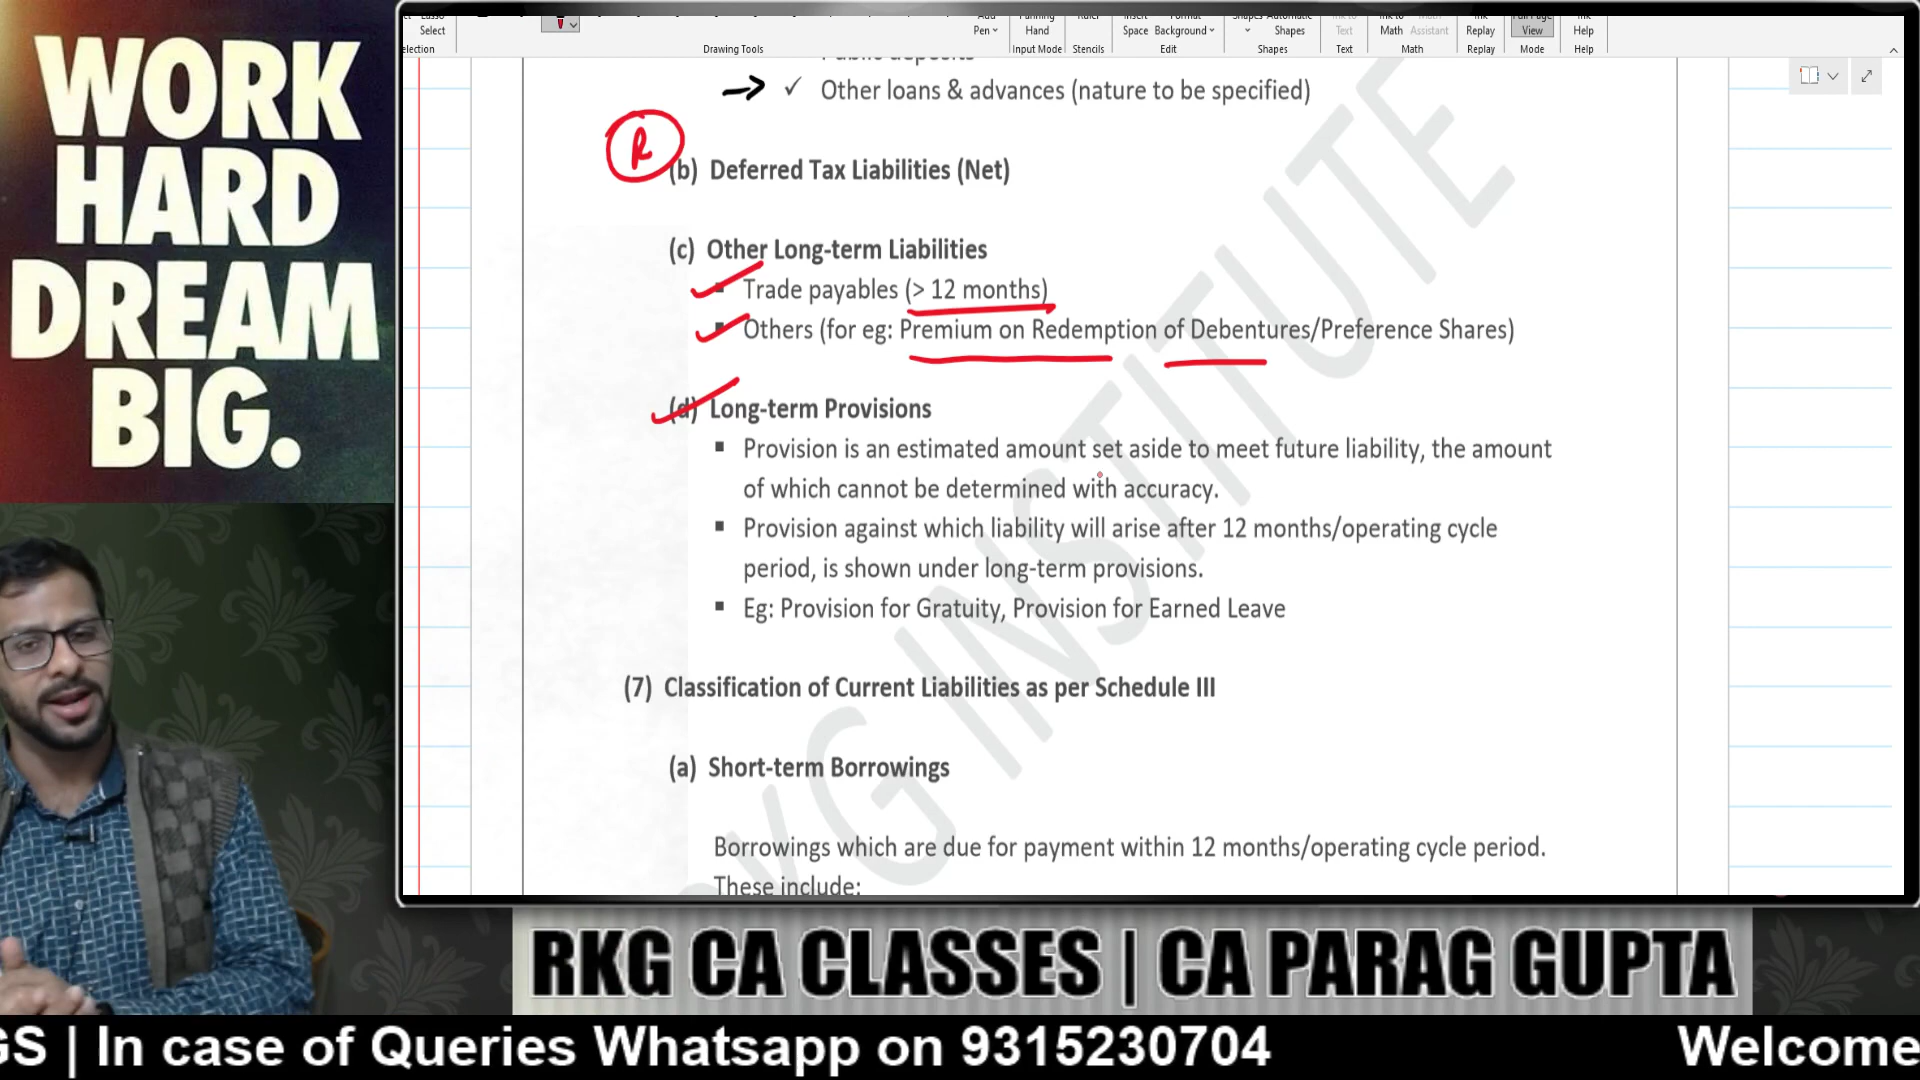 WORK
HARD
DREAM
BIG.
Select
Pen
Hand
Space
Background
Shapes
Text
Math
Assistant
Replay
View
Help
Drawing Tools
Input Mode
Stencils
Edit
Shapes
Text
Math
Replay
Mode
Help
Public deposits
✓ Other loans & advances (nature to be specified)
R
(b) Deferred Tax Liabilities (Net)
(c) Other Long-term Liabilities
▪ Trade payables (> 12 months)
▪ Others (for eg: Premium on Redemption of Debentures/Preference Shares)
(d) Long-term Provisions
▪ Provision is an estimated amount set aside to meet future liability, the amount
of which cannot be determined with accuracy.
▪ Provision against which liability will arise after 12 months/operating cycle
period, is shown under long-term provisions.
▪ Eg: Provision for Gratuity, Provision for Earned Leave
(7) Classification of Current Liabilities as per Schedule III
(a) Short-term Borrowings
Borrowings which are due for payment within 12 months/operating cycle period.
These include:
RKG INSTITUTE
RKG CA CLASSES | CA PARAG GUPTA
GS | In case of Queries Whatsapp on 9315230704
Welcome